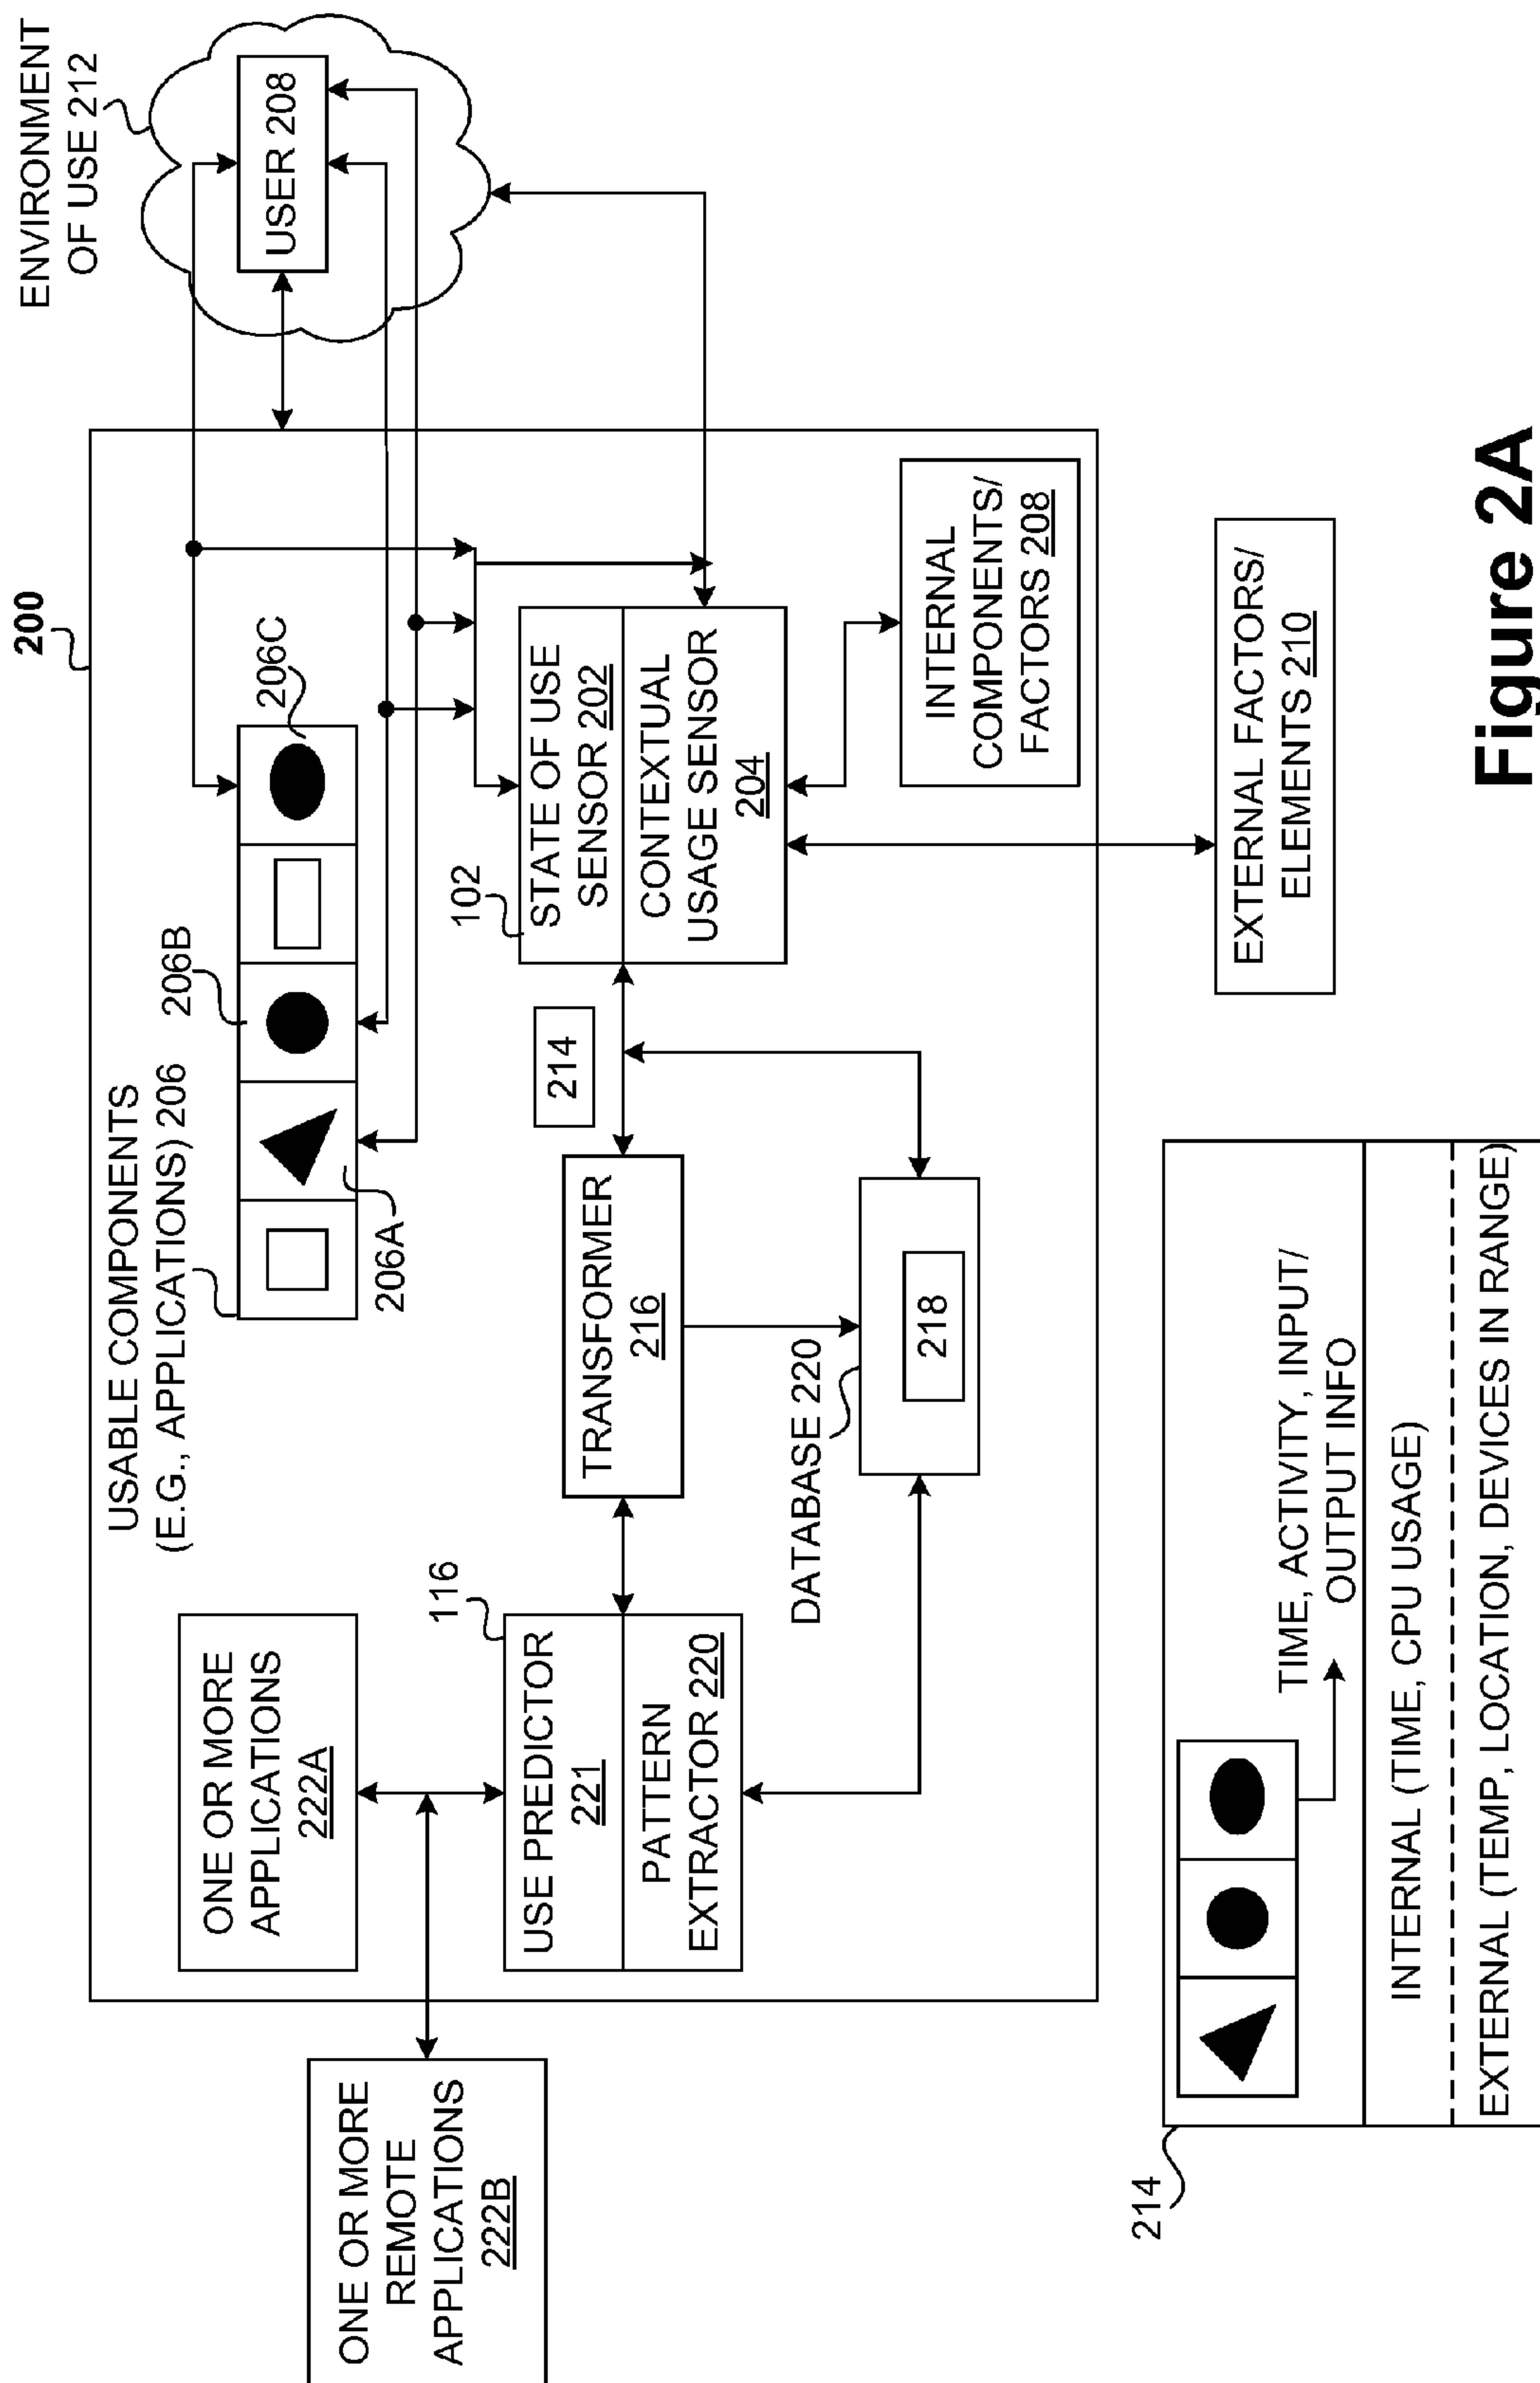 200
ENVIRONMENT
OF USE 212
USER 208
USABLE COMPONENTS
(E.G., APPLICATIONS) 206
206A
206B
206C
ONE OR MORE
REMOTE
APPLICATIONS
222B
ONE OR MORE
APPLICATIONS
222A
116
USE PREDICTOR
221
PATTERN
EXTRACTOR 220
TRANSFORMER
216
214
102
STATE OF USE
SENSOR 202
CONTEXTUAL
USAGE SENSOR
204
DATABASE 220
218
INTERNAL
COMPONENTS/
FACTORS 208
EXTERNAL FACTORS/
ELEMENTS 210
214
TIME, ACTIVITY, INPUT/
OUTPUT INFO
INTERNAL (TIME, CPU USAGE)
EXTERNAL (TEMP, LOCATION, DEVICES IN RANGE)
Figure 2A